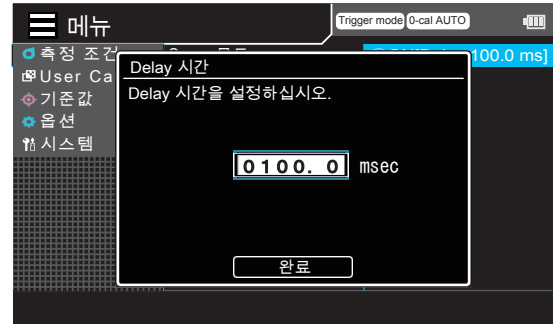 메뉴
Trigger mode 0-cal AUTO
측정 조건
100.0 ms]
User Ca
Delay 시간
기준값
Delay 시간을 설정하십시오.
옵션
시스템
0100. 0 msec
완료